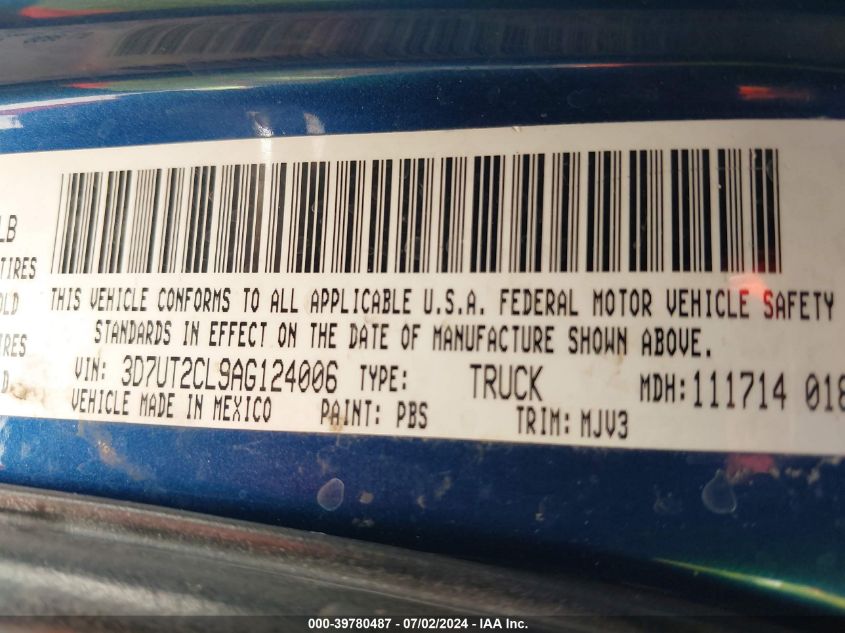 LB
TIRES
OLD
THIS VEHICLE CONFORMS TO ALL APPLICABLE U.S.A. FEDERAL MOTOR VEHICLE SAFETY
IRES
STANDARDS IN EFFECT ON THE DATE OF MANUFACTURE SHOWN ABOVE.
D.
VIN: 3D7UT2CL9AG124006 TYPE: TRUCK MDH:111714 018
VEHICLE MADE IN MEXICO PAINT: PBS TRIM: MJV3
000-39780487 - 07/02/2024 - IAA Inc.